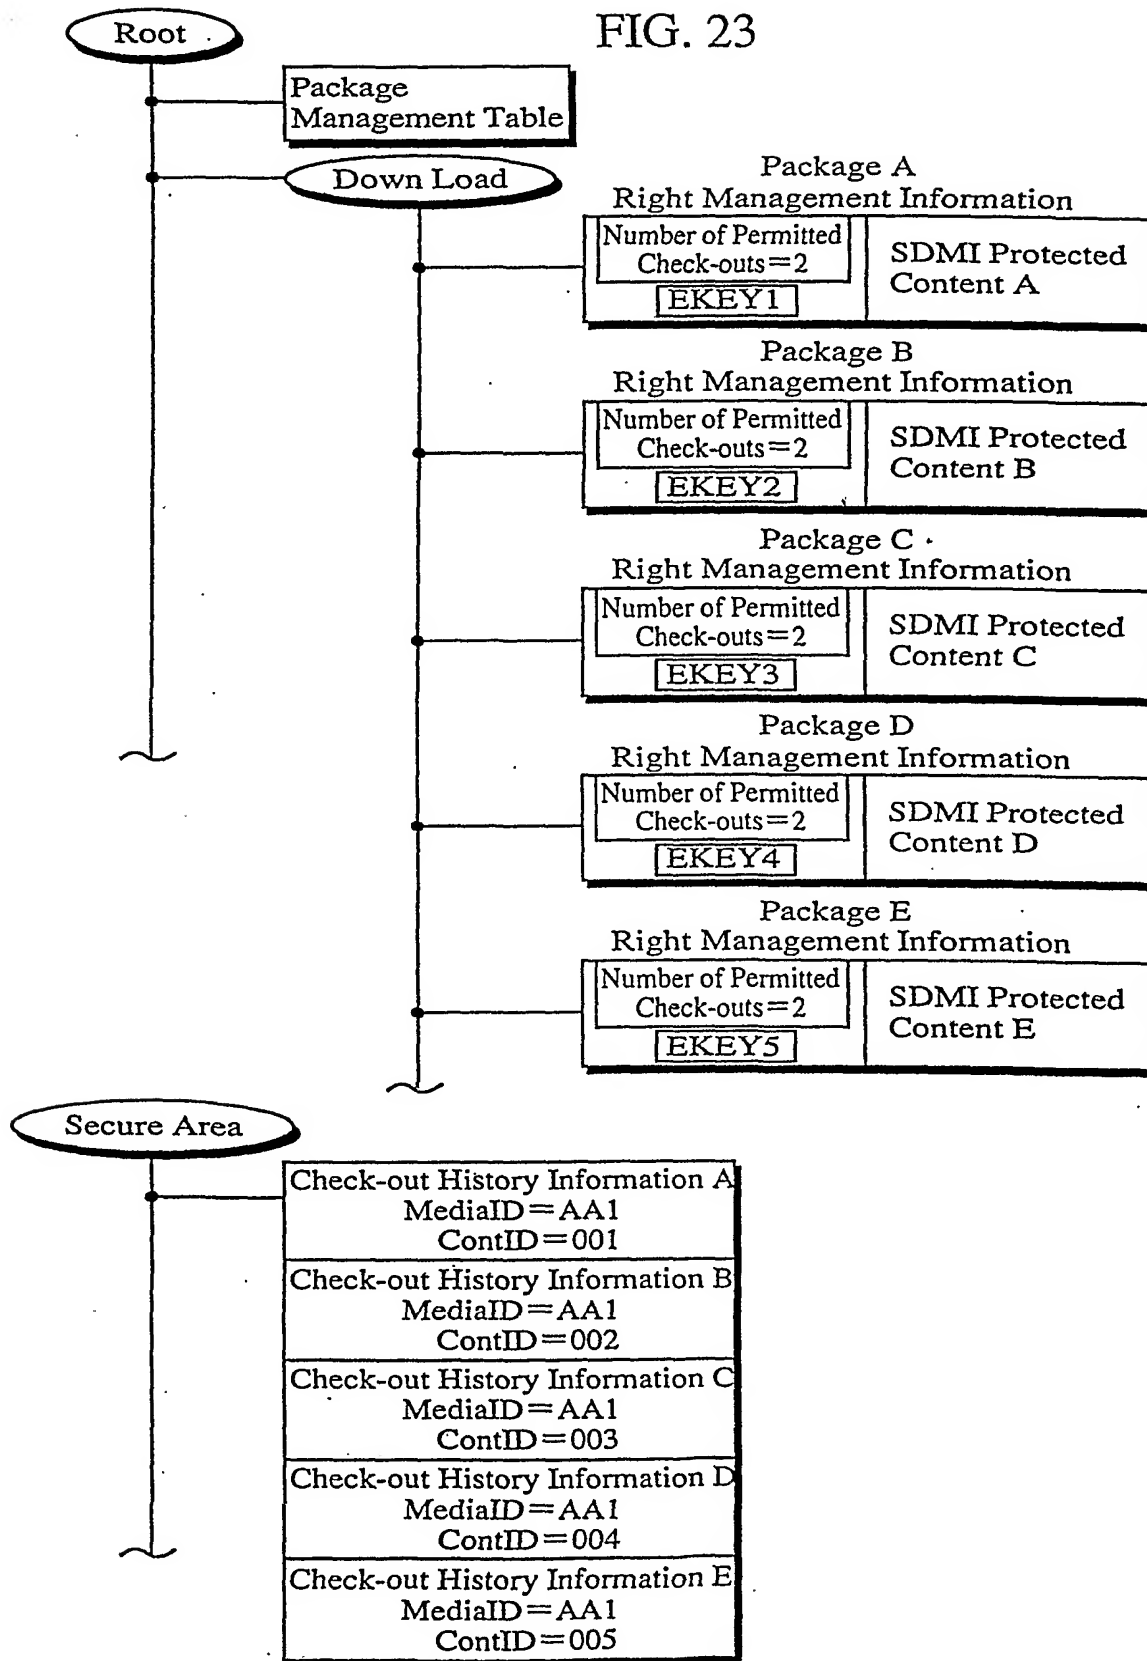 FIG. 23
Root
Package
Management Table
Down Load
Package A
Right Management Information
Number of Permitted
Check-outs=2
EKEY1
SDMI Protected
Content A
Package B
Right Management Information
Number of Permitted
Check-outs=2
EKEY2
SDMI Protected
Content B
Package C
Right Management Information
Number of Permitted
Check-outs=2
EKEY3
SDMI Protected
Content C
Package D
Right Management Information
Number of Permitted
Check-outs=2
EKEY4
SDMI Protected
Content D
Package E
Right Management Information
Number of Permitted
Check-outs=2
EKEY5
SDMI Protected
Content E
Secure Area
Check-out History Information A
MediaID=AA1
ContID=001
Check-out History Information B
MediaID=AA1
ContID=002
Check-out History Information C
MediaID=AA1
ContID=003
Check-out History Information D
MediaID=AA1
ContID=004
Check-out History Information E
MediaID=AA1
ContID=005